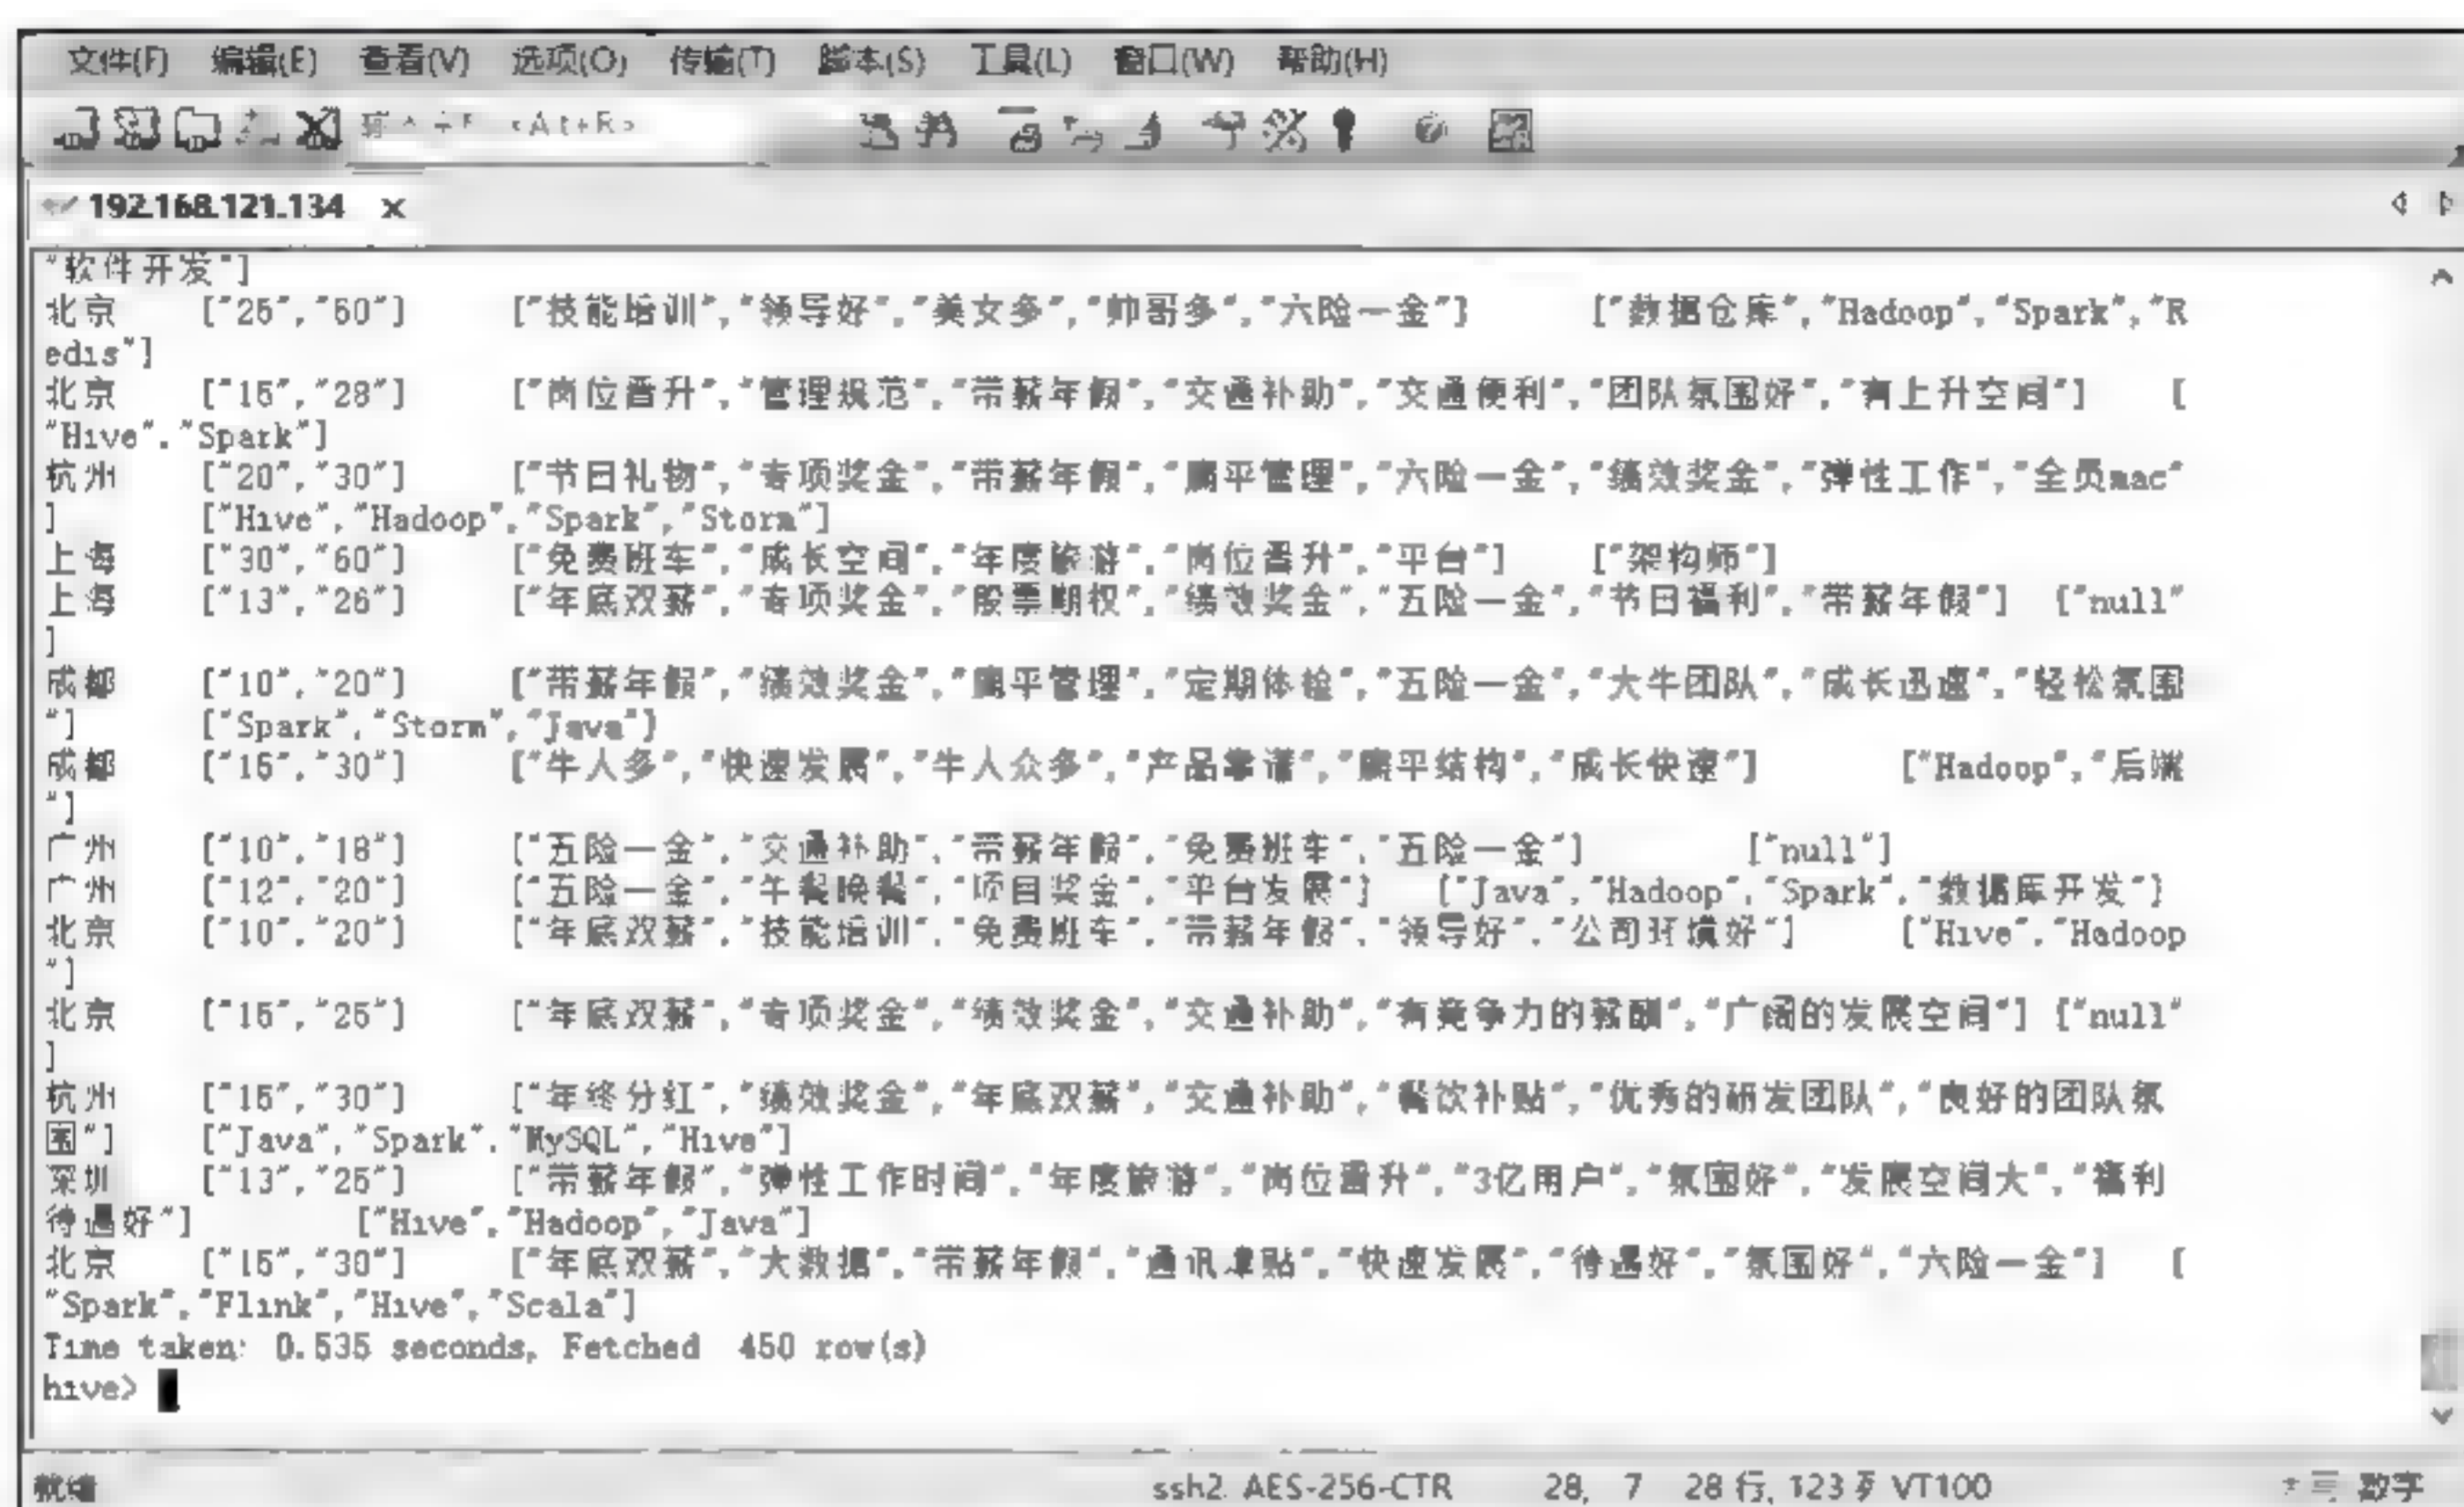 文件(F) 编辑(E) 查看(V) 选项(O) 传输(T) 脚本(S) 工具(L) 窗口(W) 帮助(H)
<Alt+R>
192.168.121.134 x
"软件开发"]
北京 ["25","50"] ["技能培训","领导好","美女多","帅哥多","六险一金"] ["数据仓库","Hadoop","Spark","R
edis"]
北京 ["15","28"] ["岗位晋升","管理规范","带薪年假","交通补助","交通便利","团队氛围好","有上升空间"] [
"Hive","Spark"]
杭州 ["20","30"] ["节日礼物","专项奖金","带薪年假","扁平管理","六险一金","绩效奖金","弹性工作","全员mac"
] ["Hive","Hadoop","Spark","Storm"]
上海 ["30","60"] ["免费班车","成长空间","年度旅游","岗位晋升","平台"] ["架构师"]
上海 ["13","26"] ["年底双薪","专项奖金","股票期权","绩效奖金","五险一金","节日福利","带薪年假"] ["null"
]
成都 ["10","20"] ["带薪年假","绩效奖金","扁平管理","定期体检","五险一金","大牛团队","成长迅速","轻松氛围
"] ["Spark","Storm","Java"]
成都 ["15","30"] ["牛人多","快速发展","牛人众多","产品靠谱","扁平结构","成长快速"] ["Hadoop","后端
"]
广州 ["10","18"] ["五险一金","交通补助","带薪年假","免费班车","五险一金"] ["null"]
广州 ["12","20"] ["五险一金","午餐晚餐","项目奖金","平台发展"] ["Java","Hadoop","Spark","数据库开发"]
北京 ["10","20"] ["年底双薪","技能培训","免费班车","带薪年假","领导好","公司环境好"] ["Hive","Hadoop
"]
北京 ["15","25"] ["年底双薪","专项奖金","绩效奖金","交通补助","有竞争力的薪酬","广阔的发展空间"] ["null"
]
杭州 ["15","30"] ["年终分红","绩效奖金","年底双薪","交通补助","餐饮补贴","优秀的研发团队","良好的团队氛
围"] ["Java","Spark","MySQL","Hive"]
深圳 ["13","25"] ["带薪年假","弹性工作时间","年度旅游","岗位晋升","3亿用户","氛围好","发展空间大","福利
待遇好"] ["Hive","Hadoop","Java"]
北京 ["15","30"] ["年底双薪","大数据","带薪年假","通讯津贴","快速发展","待遇好","氛围好","六险一金"] [
"Spark","Flink","Hive","Scala"]
Time taken: 0.535 seconds, Fetched 450 row(s)
hive>
就绪 ssh2 AES-256-CTR 28, 7 28 行, 123 列 VT100 数字